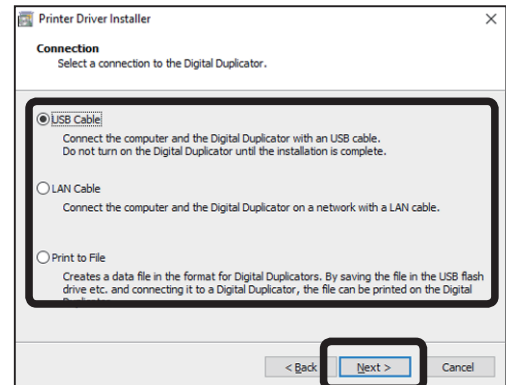 Printer Driver Installer
Connection
Select a connection to the Digital Duplicator.
USB Cable
Connect the computer and the Digital Duplicator with an USB cable.
Do not turn on the Digital Duplicator until the installation is complete.
LAN Cable
Connect the computer and the Digital Duplicator on a network with a LAN cable.
Print to File
Creates a data file in the format for Digital Duplicators. By saving the file in the USB flash
drive etc. and connecting it to a Digital Duplicator, the file can be printed on the Digital
< Back
Next >
Cancel